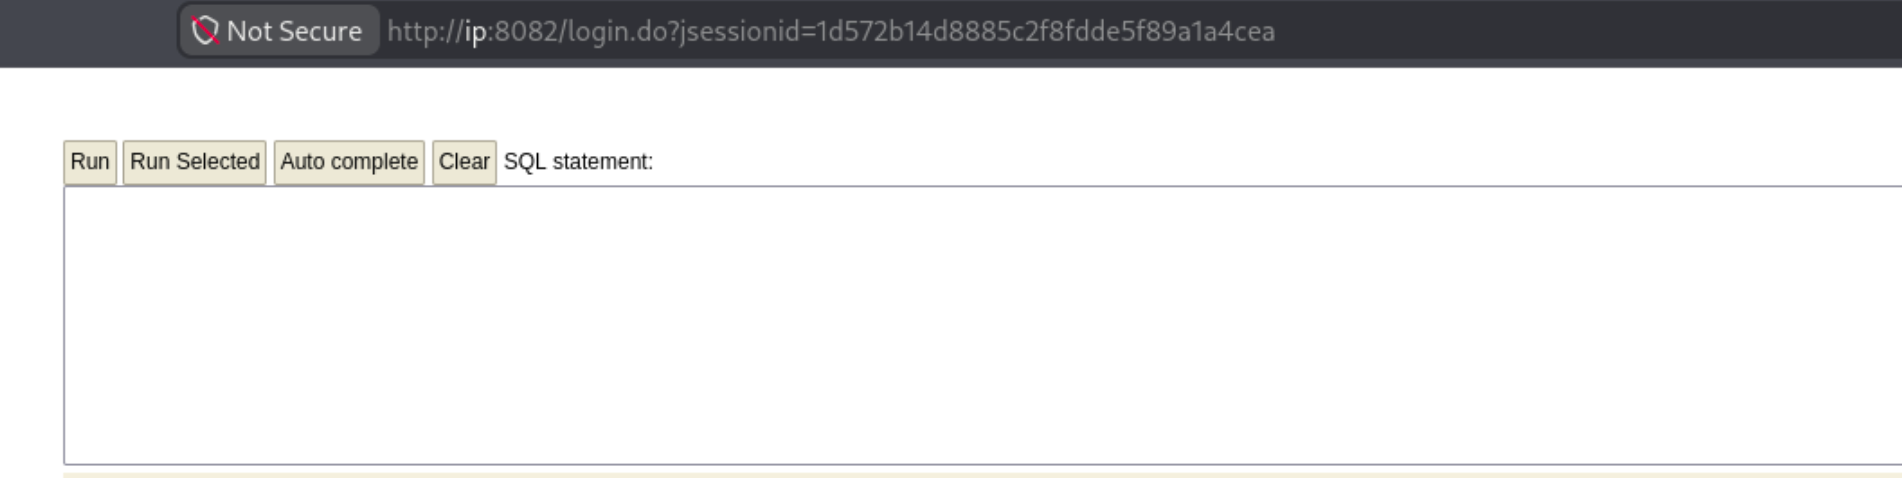 Not Secure http://ip:8082/login.do?jsessionid=1d572b14d8885c2f8fdde5f89a1a4cea
Run Run Selected Auto complete Clear SQL statement: